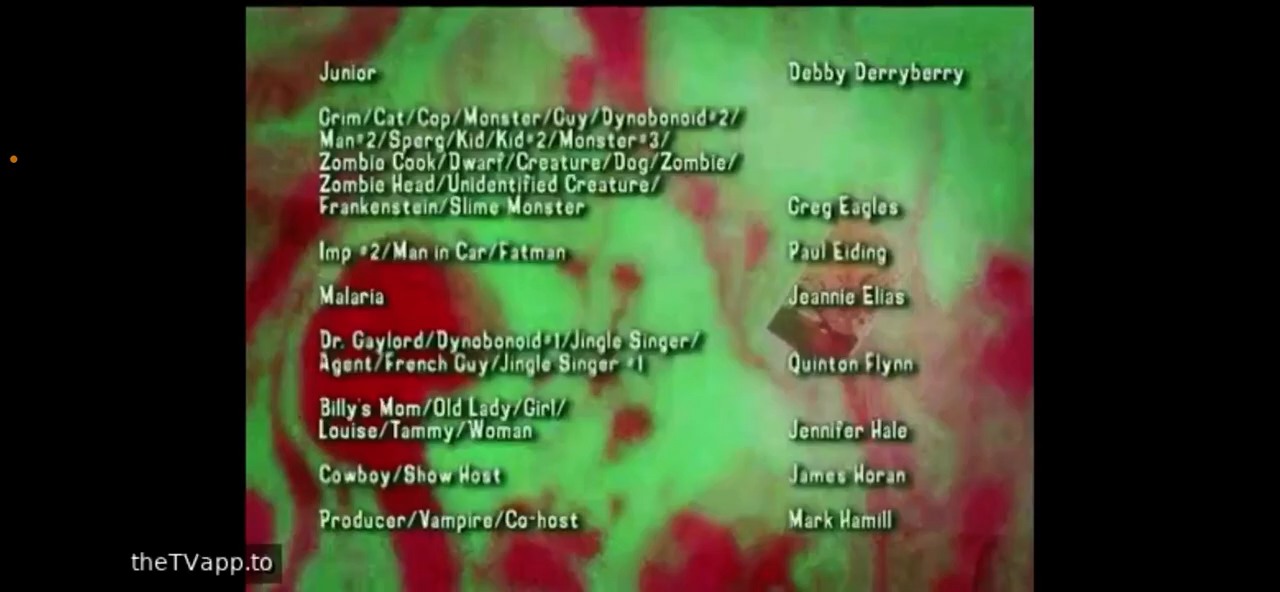 Junior Debby Derryberry
Grim/Cat/Cop/Monster/Guy/Dynobonoid#2/
Man#2/Sperg/Kid/Kid#2/Monster#3/
Zombie Cook/Dwarf/Creature/Dog/Zombie/
Zombie Head/Unidentified Creature/
Frankenstein/Slime Monster Greg Eagles
Imp #2/Man in Car/Fatman Paul Eiding
Malaria Jeannie Elias
Dr. Gaylord/Dynobonoid#1/Jingle Singer/
Agent/French Guy/Jingle Singer #1 Quinton Flynn
Billy's Mom/Old Lady/Girl/
Louise/Tammy/Woman Jennifer Hale
Cowboy/Show Host James Horan
Producer/Vampire/Co-host Mark Hamill
theTVapp.to